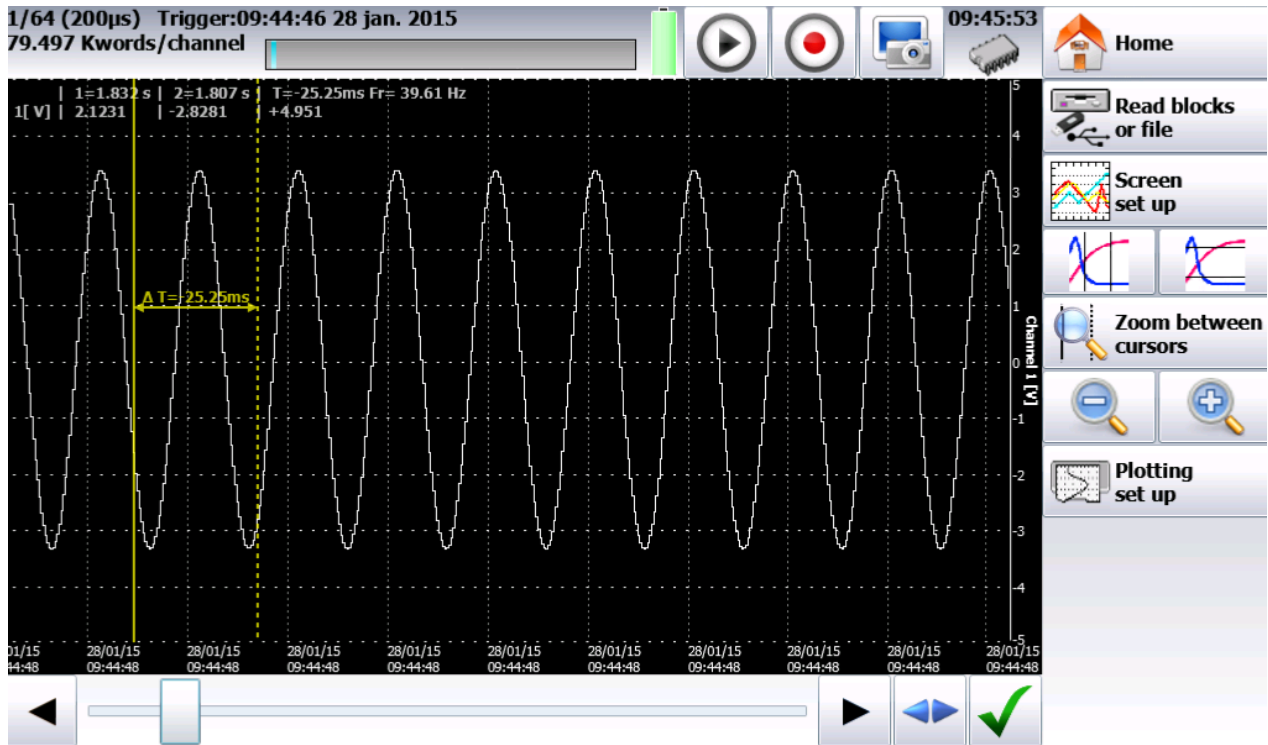 1/64 (200µs) Trigger:09:44:46 28 jan. 2015
79.497 Kwords/channel
09:45:53
| 1=1.832 s | 2=1.807 s | T=-25.25ms Fr= 39.61 Hz
1[ V] | 2.1231 | -2.8281 | +4.951
Δ T=-25.25ms
5
4
3
2
1
0
-1
-2
-3
-4
-5
Channel 1 [V]
01/15 28/01/15 28/01/15 28/01/15 28/01/15 28/01/15 28/01/15 28/01/15 28/01/15 28/01/15 28/01/15
44:48 09:44:48 09:44:48 09:44:48 09:44:48 09:44:48 09:44:48 09:44:48 09:44:48 09:44:48 09:44:48
Home
Read blocks
or file
Screen
set up
Zoom between
cursors
Plotting
set up